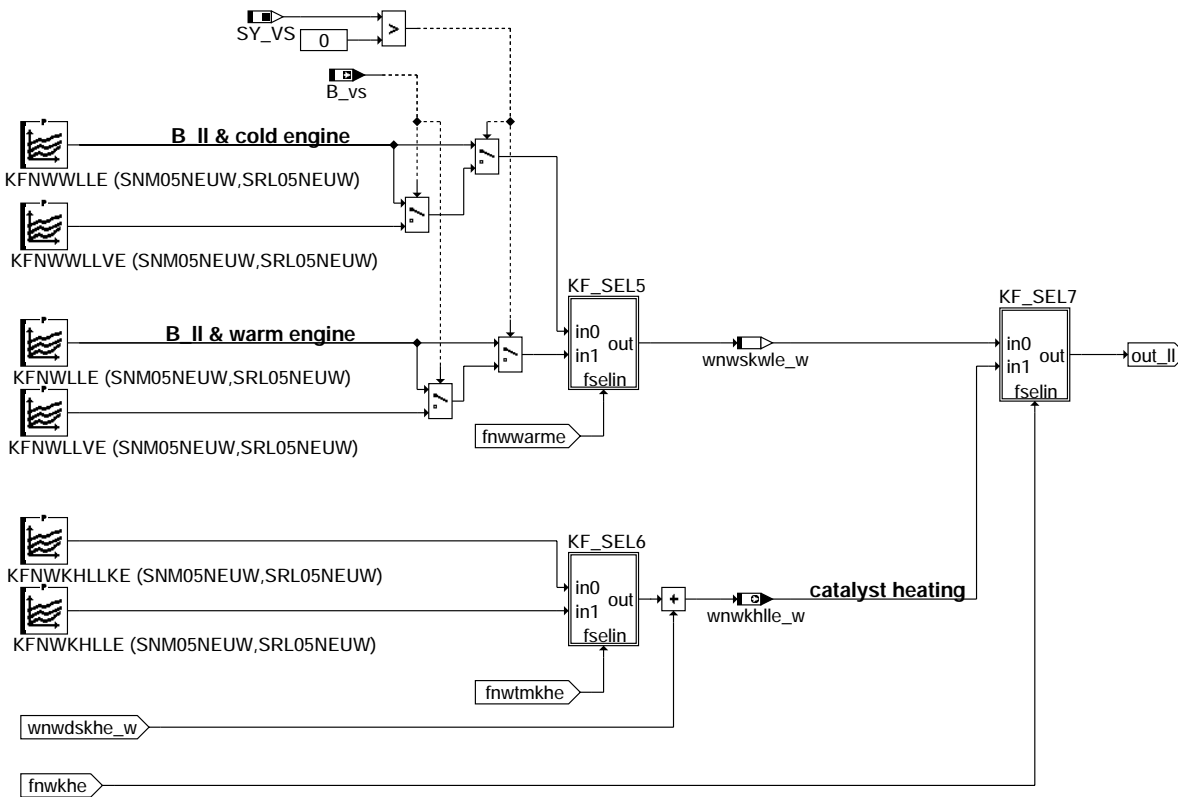 SY_VS
0
>
B_vs
P
B_ll & cold engine
KFNWWLLE (SNM05NEUW,SRL05NEUW)
P
KFNWWLLVE (SNM05NEUW,SRL05NEUW)
P
B_ll & warm engine
KFNWLLE (SNM05NEUW,SRL05NEUW)
P
KFNWLLVE (SNM05NEUW,SRL05NEUW)
KF_SEL5
in0
in1
out
fselin
fnwwarme
wnwskwle_w
KF_SEL7
in0
in1
out
fselin
out_ll
P
KFNWKHLLKE (SNM05NEUW,SRL05NEUW)
P
KFNWKHLLE (SNM05NEUW,SRL05NEUW)
KF_SEL6
in0
in1
out
fselin
+
wnwkhlle_w
catalyst heating
fnwtmkhe
wnwdskhe_w
fnwkhe